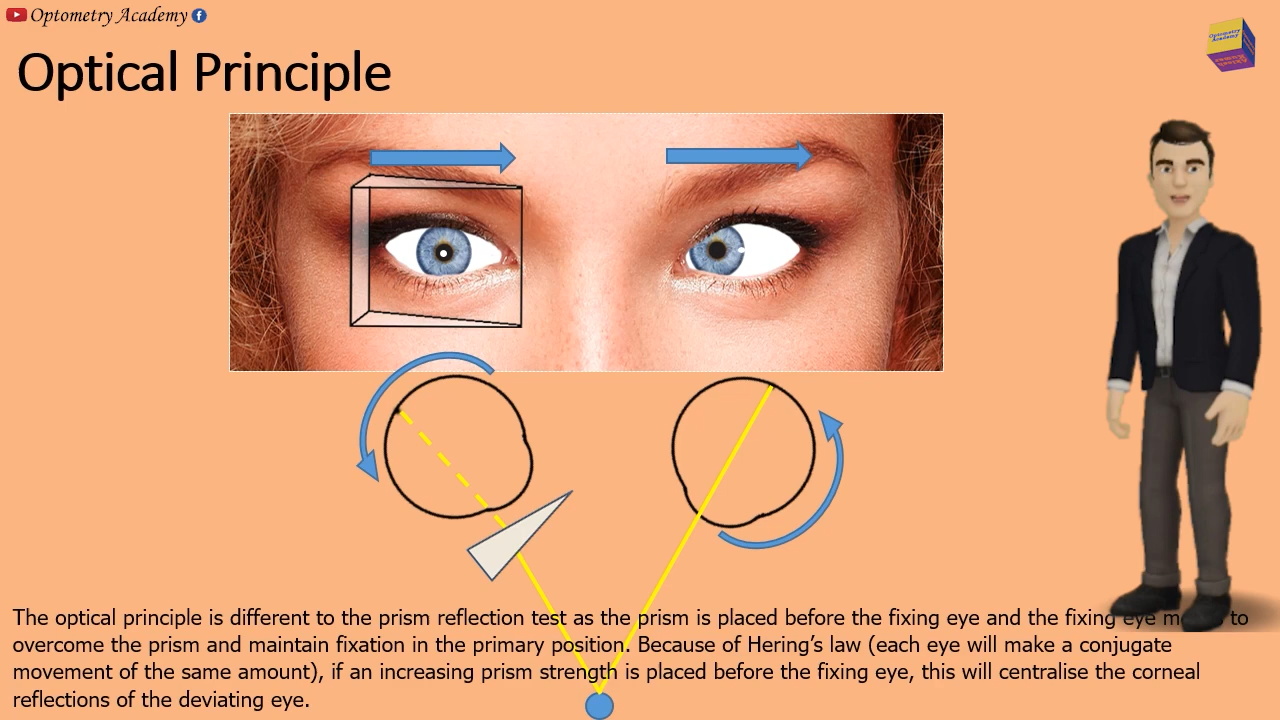 Optometry Academy
Optical Principle
Optometry
Academy
The optical principle is different to the prism reflection test as the prism is placed before the fixing eye and the fixing eye to
overcome the prism and maintain fixation in the primary position. Because of Hering’s law (each eye will make a conjugate
movement of the same amount), if an increasing prism strength is placed before the fixing eye, this will centralise the corneal
reflections of the deviating eye.